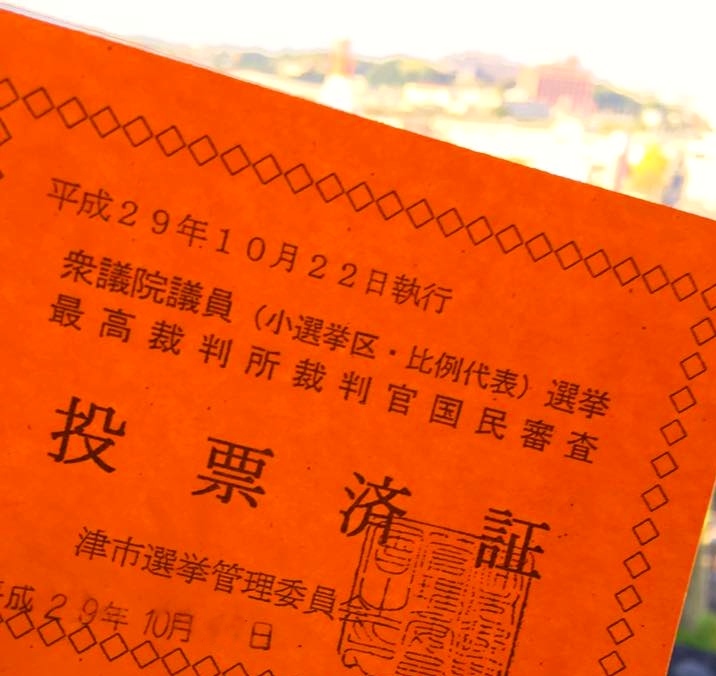 平成29年10月22日執行
衆議院議員（小選挙区・比例代表）選挙
最高裁判所裁判官国民審査
投票済証
津市選挙管理委員会
平成29年10月 日